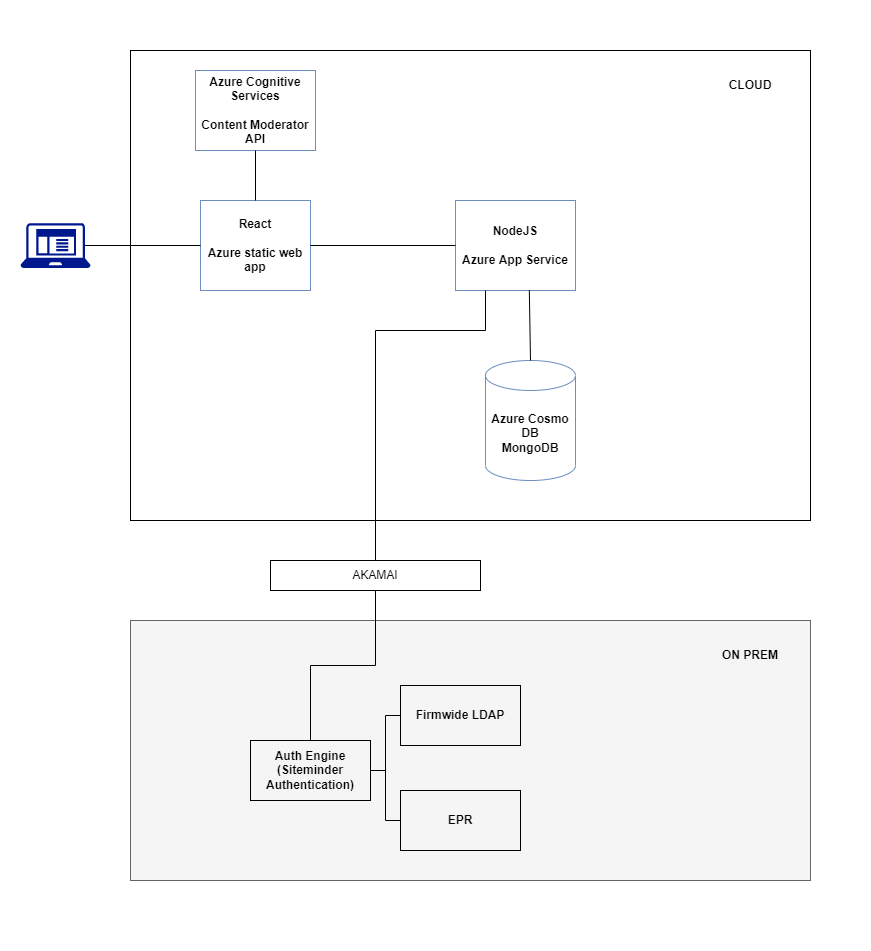 Azure Cognitive
Services
Content Moderator
API
CLOUD
React
Azure static web
app
NodeJS
Azure App Service
Azure Cosmo
DB
MongoDB
AKAMAI
ON PREM
Firmwide LDAP
Auth Engine
(Siteminder
Authentication)
EPR